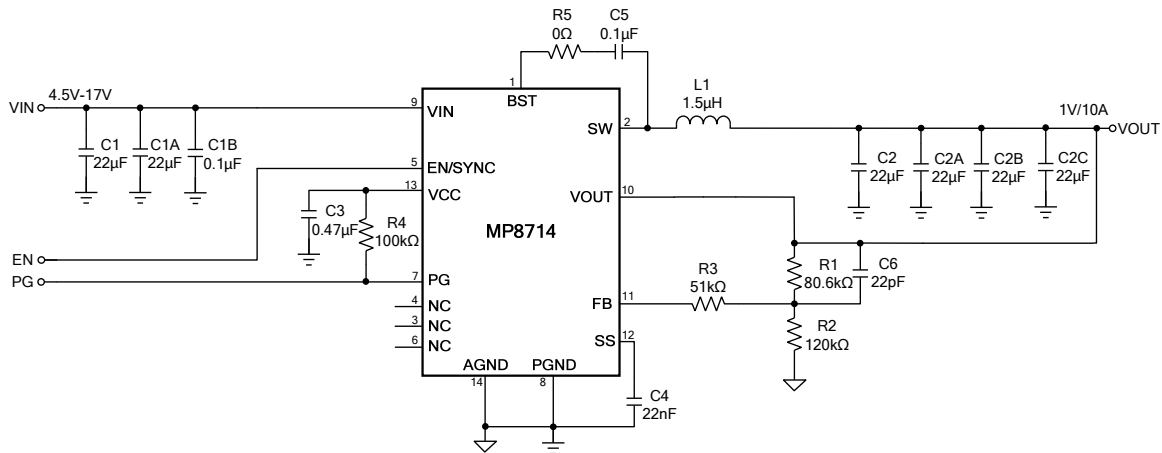 R5
0Ω
C5
0.1µF
1
BST
L1
1.5µH
4.5V-17V
VIN
9
VIN
SW
2
1V/10A
VOUT
C1
22µF
C1A
22µF
C1B
0.1µF
C2
22µF
C2A
22µF
C2B
22µF
C2C
22µF
5
EN/SYNC
13
VCC
VOUT
10
C3
0.47µF
R4
100kΩ
MP8714
EN
PG
7
PG
R3
51kΩ
R1
80.6kΩ
C6
22pF
4
NC
3
NC
6
NC
FB
11
SS
12
R2
120kΩ
AGND
14
PGND
8
C4
22nF